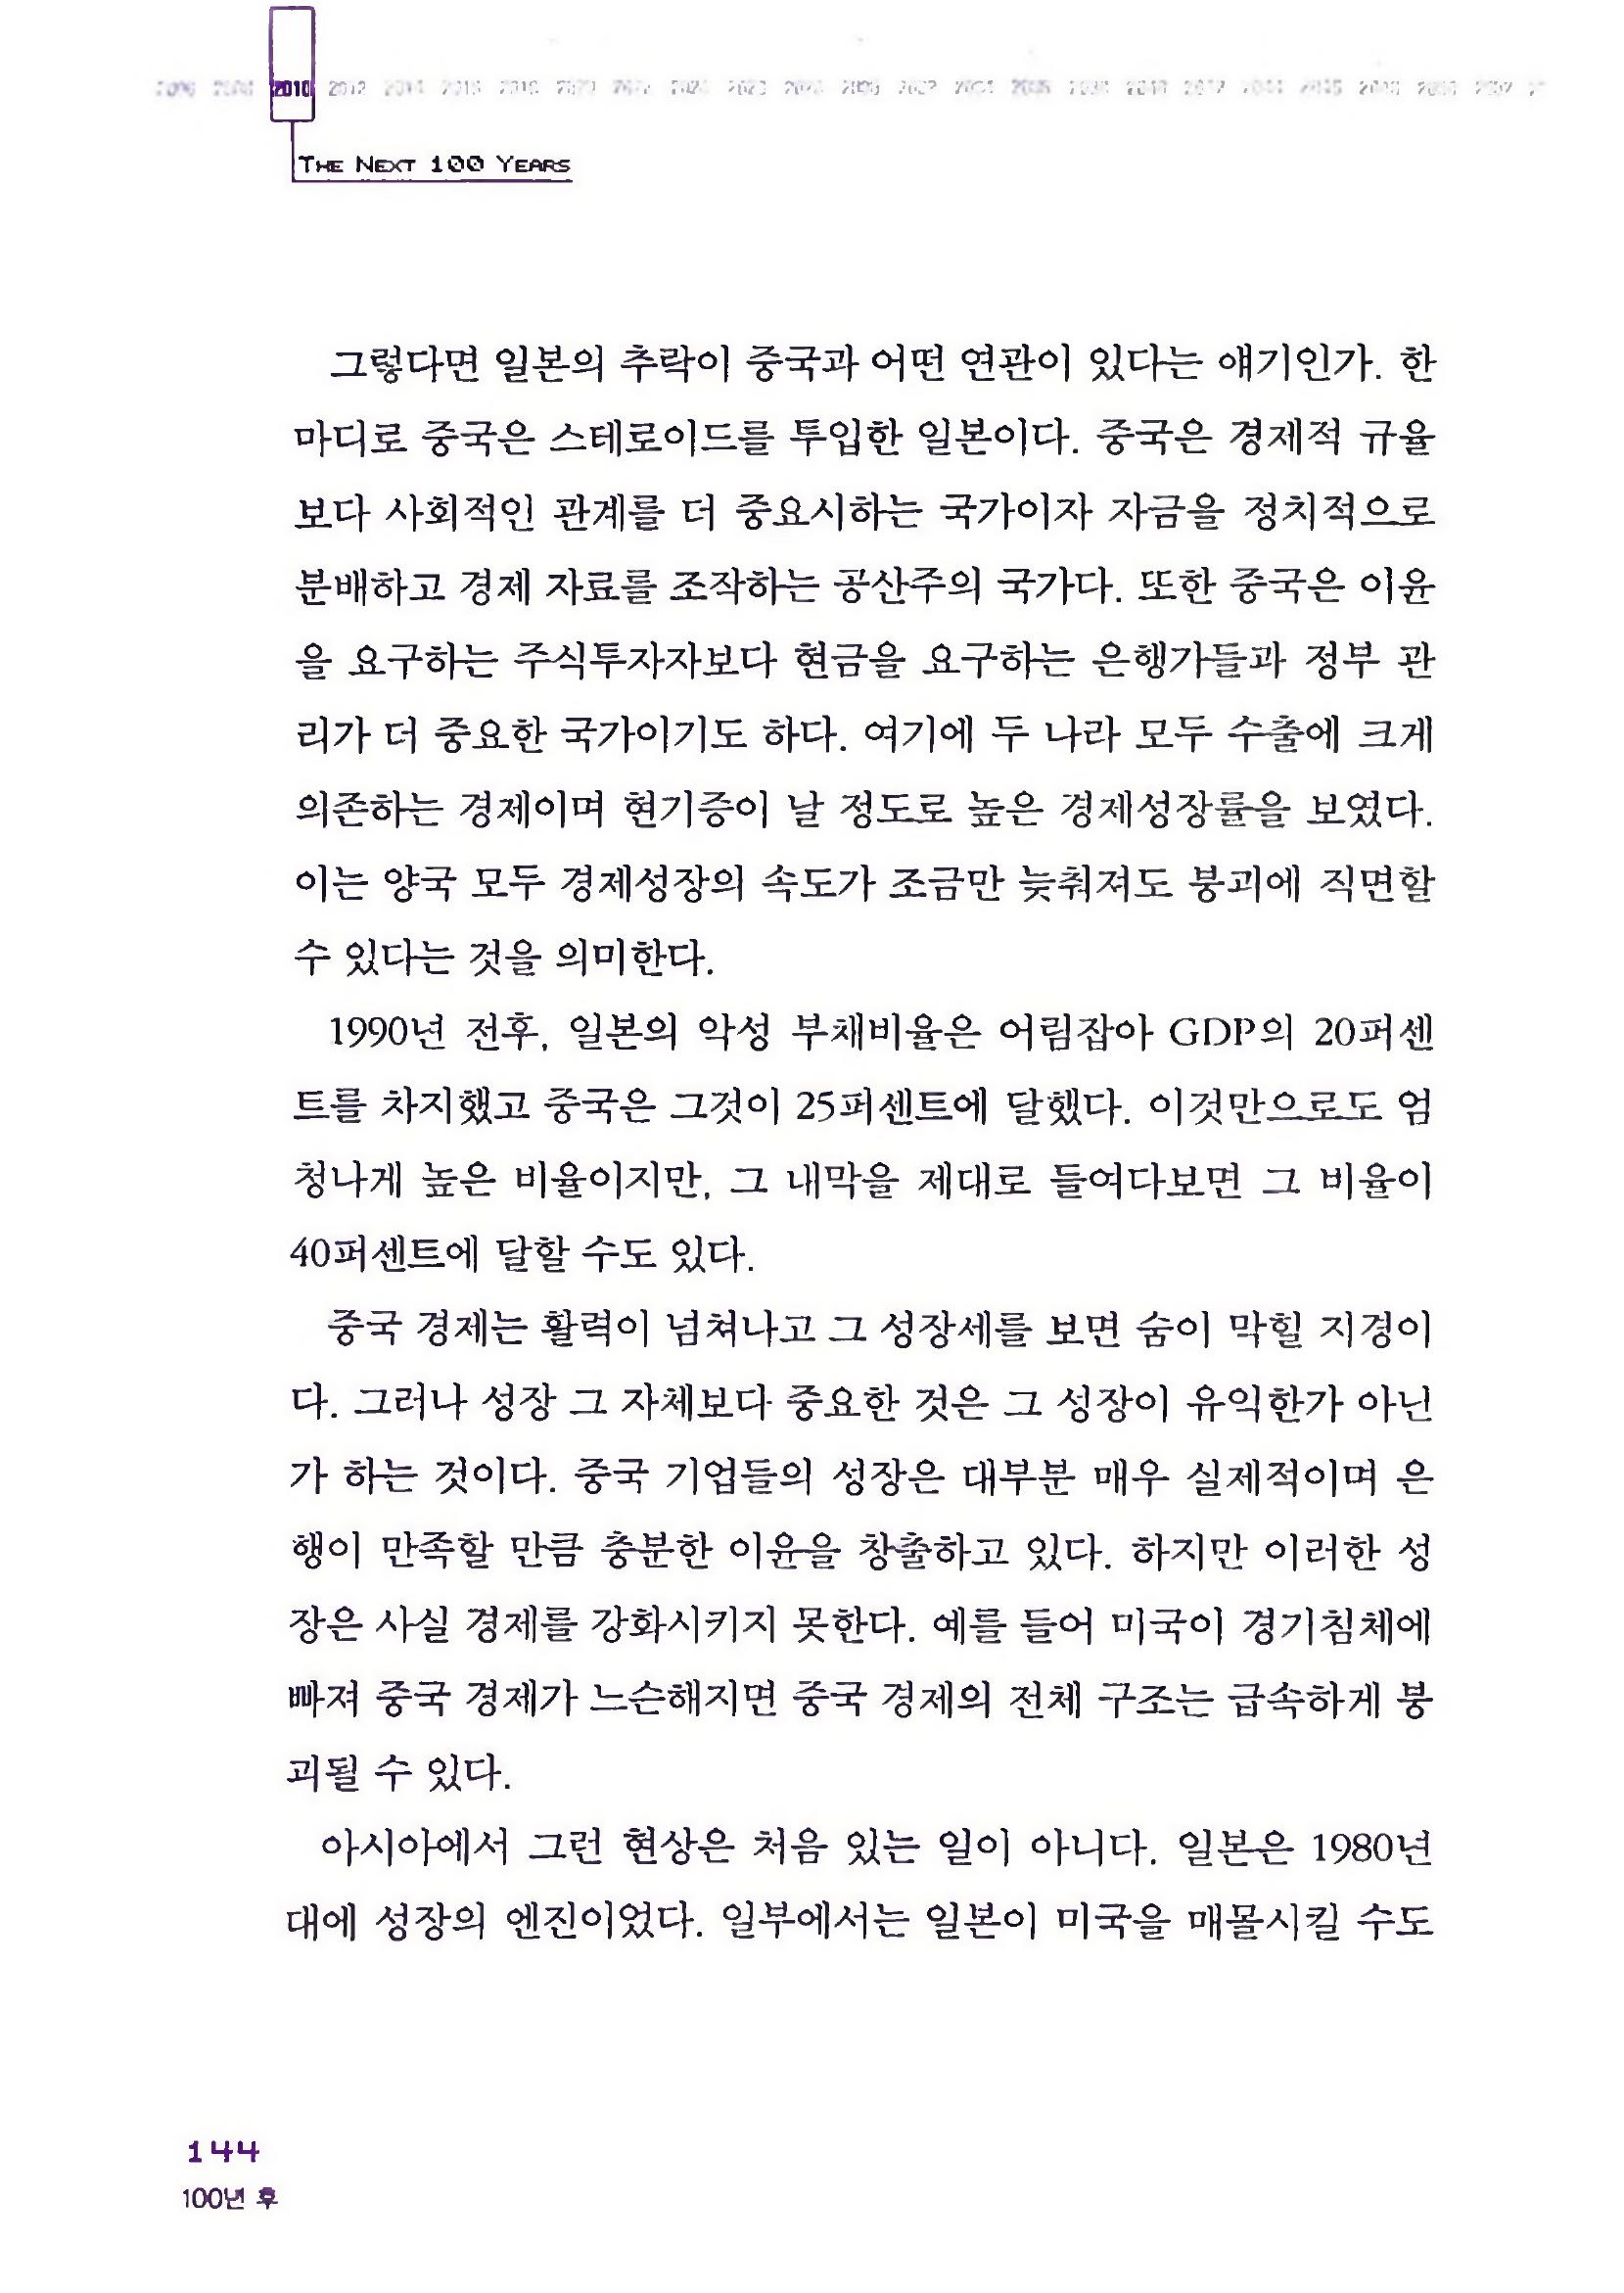 2010 2012
THE NEXT 100 YEARS
그렇다면 일본의 추락이 중국과 어떤 연관이 있다는 얘기인가. 한
마디로 중국은 스테로이드를 투입한 일본이다. 중국은 경제적 규율
보다 사회적인 관계를 더 중요시하는 국가이자 자금을 정치적으로
분배하고 경제 자료를 조작하는 공산주의 국가다. 또한 중국은 이윤
을 요구하는 주식투자자보다 현금을 요구하는 은행가들과 정부 관
리가 더 중요한 국가이기도 하다. 여기에 두 나라 모두 수출에 크게
의존하는 경제이며 현기증이 날 정도로 높은 경제성장률을 보였다.
이는 양국 모두 경제성장의 속도가 조금만 늦춰져도 붕괴에 직면할
수 있다는 것을 의미한다.
1990년 전후, 일본의 악성 부채비율은 어림잡아 GDP의 20퍼센
트를 차지했고 중국은 그것이 25퍼센트에 달했다. 이것만으로도 엄
청나게 높은 비율이지만, 그 내막을 제대로 들여다보면 그 비율이
40퍼센트에 달할 수도 있다.
중국 경제는 활력이 넘쳐나고 그 성장세를 보면 숨이 막힐 지경이
다. 그러나 성장 그 자체보다 중요한 것은 그 성장이 유익한가 아닌
가 하는 것이다. 중국 기업들의 성장은 대부분 매우 실제적이며 은
행이 만족할 만큼 충분한 이윤을 창출하고 있다. 하지만 이러한 성
장은 사실 경제를 강화시키지 못한다. 예를 들어 미국이 경기침체에
빠져 중국 경제가 느슨해지면 중국 경제의 전체 구조는 급속하게 붕
괴될 수 있다.
아시아에서 그런 현상은 처음 있는 일이 아니다. 일본은 1980년
대에 성장의 엔진이었다. 일부에서는 일본이 미국을 매몰시킬 수도
144
100년 후